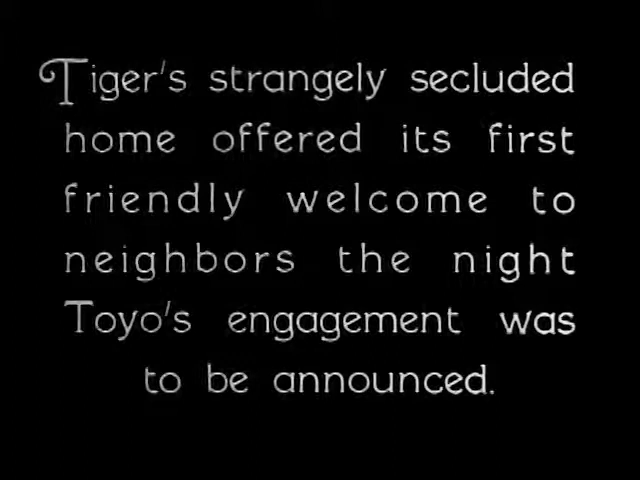 Tiger's strangely secluded
home offered its first
friendly welcome to
neighbors the night
Toyo's engagement was
to be announced.